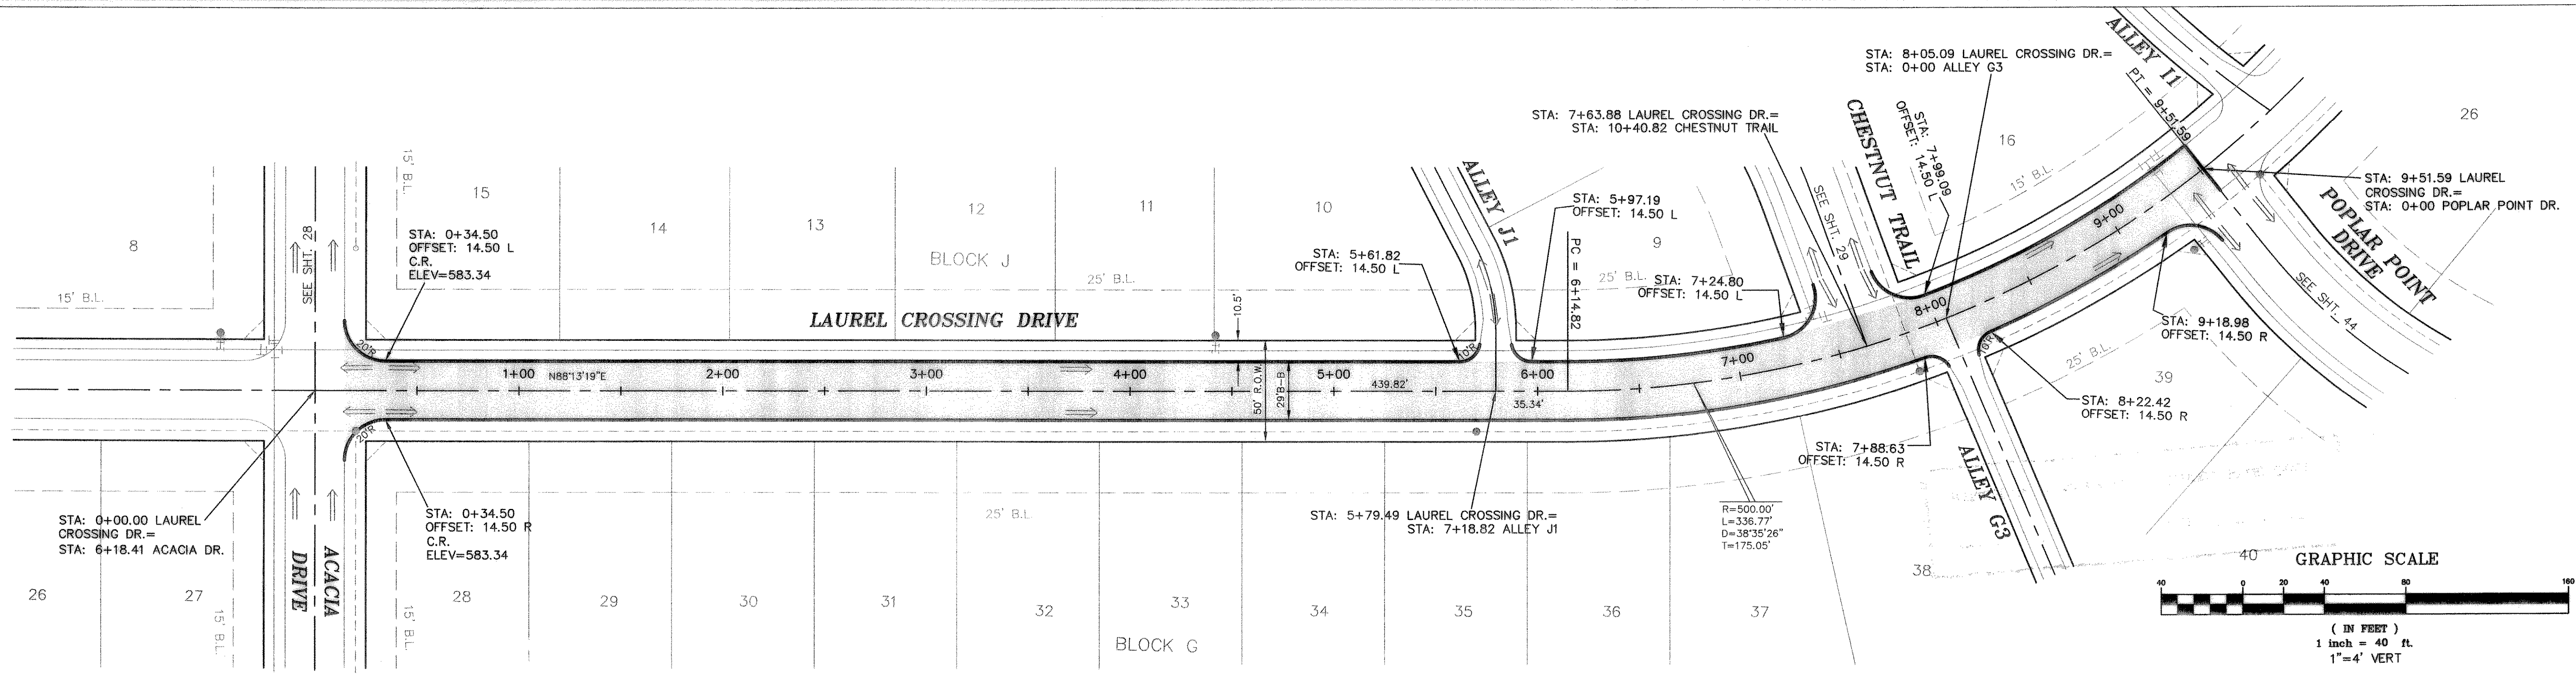 ALLEY I1
PT = 9+51.59
STA: 8+05.09 LAUREL CROSSING DR.=
STA: 0+00 ALLEY G3
STA: 7+63.88 LAUREL CROSSING DR.=
STA: 10+40.82 CHESTNUT TRAIL
CHESTNUT TRAIL
STA: 7+99.09
OFFSET: 14.50 L
16
15' B.L.
26
STA: 9+51.59 LAUREL
CROSSING DR.=
STA: 0+00 POPLAR POINT DR.
POPLAR POINT
DRIVE
SEE SHT. 44
SEE SHT. 29
9+00
8+00
7+00
ALLEY J1
STA: 5+97.19
OFFSET: 14.50 L
9
25' B.L.
STA: 7+24.80
OFFSET: 14.50 L
PC = 6+14.82
STA: 5+61.82
OFFSET: 14.50 L
15
14
13
12
11
10
BLOCK J
25' B.L.
15' B.L.
8
15' B.L.
SEE SHT. 28
STA: 0+34.50
OFFSET: 14.50 L
C.R.
ELEV=583.34
LAUREL CROSSING DRIVE
10.5'
20'R
10'R
1+00
N88°13'19"E
2+00
3+00
4+00
50' R.O.W.
29'B-B
5+00
439.82'
6+00
35.34'
20'R
STA: 9+18.98
OFFSET: 14.50 R
25' B.L.
39
STA: 8+22.42
OFFSET: 14.50 R
STA: 7+88.63
OFFSET: 14.50 R
ALLEY G3
R=500.00'
L=336.77'
D=38°35'26"
T=175.05'
STA: 5+79.49 LAUREL CROSSING DR.=
STA: 7+18.82 ALLEY J1
25' B.L
STA: 0+34.50
OFFSET: 14.50 R
C.R.
ELEV=583.34
STA: 0+00.00 LAUREL
CROSSING DR.=
STA: 6+18.41 ACACIA DR.
ACACIA
DRIVE
15' B.L.
15' B.L.
26
27
28
29
30
31
32
33
34
35
36
37
38
40
BLOCK G
GRAPHIC SCALE
40 0 20 40 80 160
( IN FEET )
1 inch = 40 ft.
1"=4' VERT